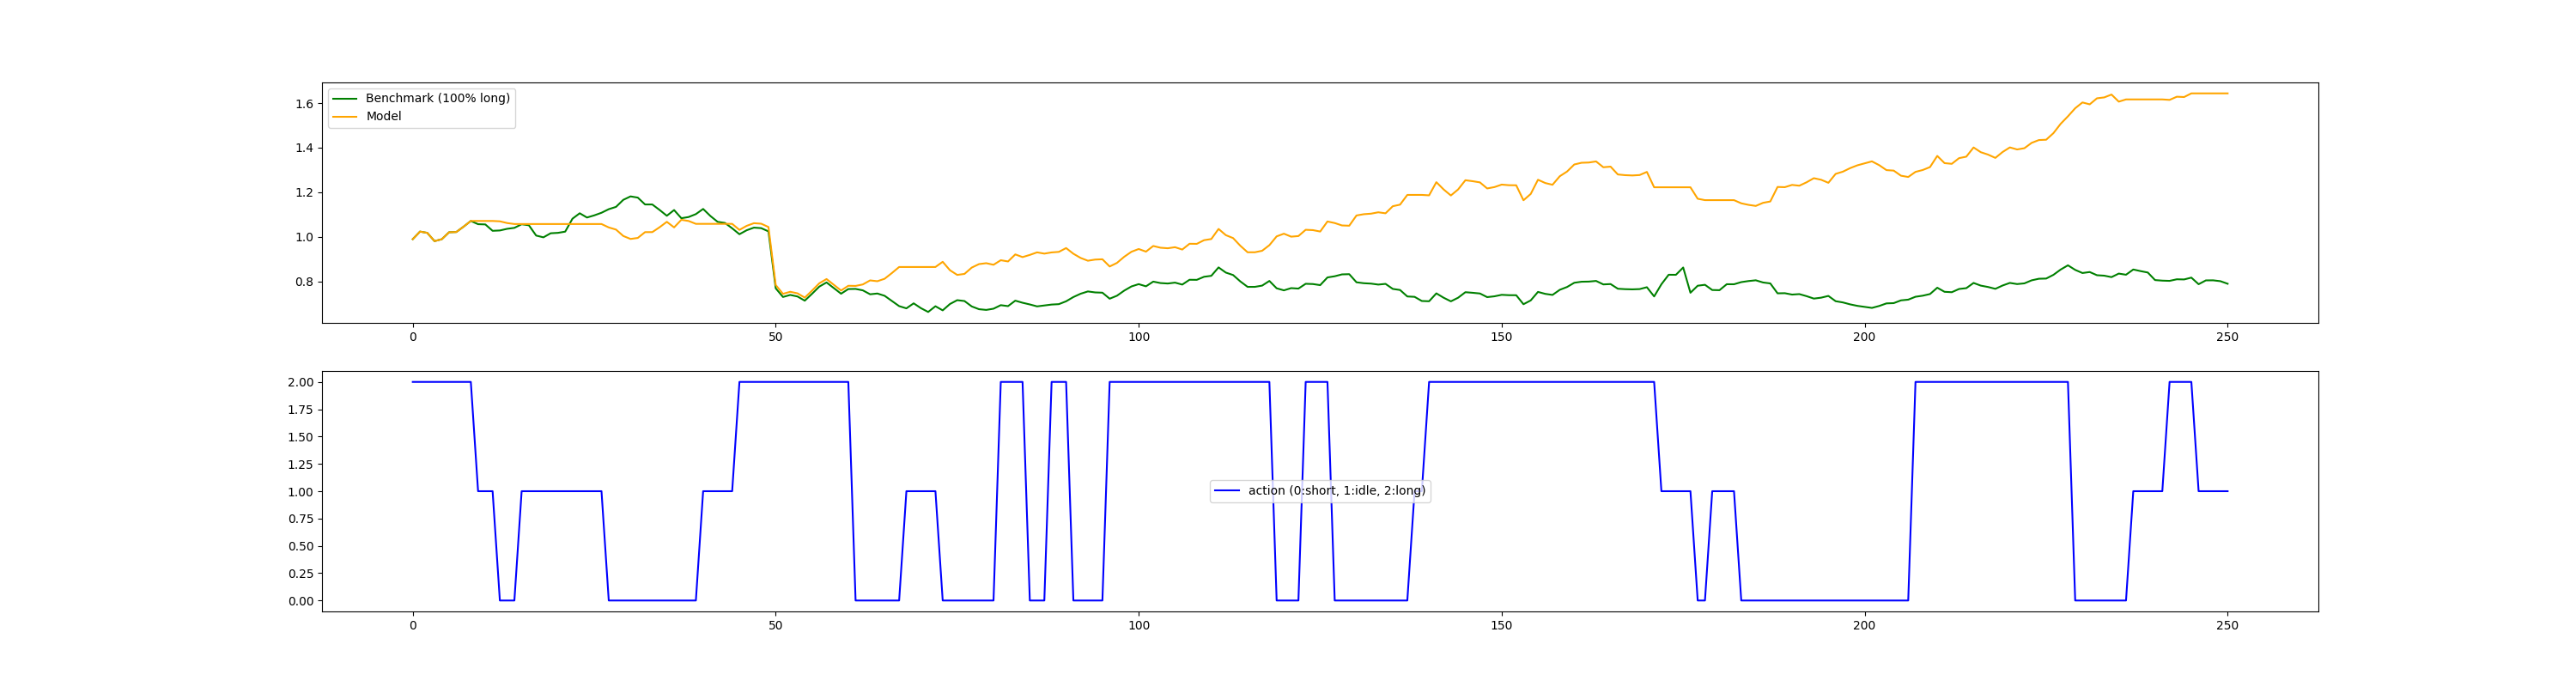 1.6
1.4
1.2
1.0
0.8
Benchmark (100% long)
Model
0 50 100 150 200 250
2.00
1.75
1.50
1.25
1.00
0.75
0.50
0.25
0.00
action (0:short, 1:idle, 2:long)
0 50 100 150 200 250